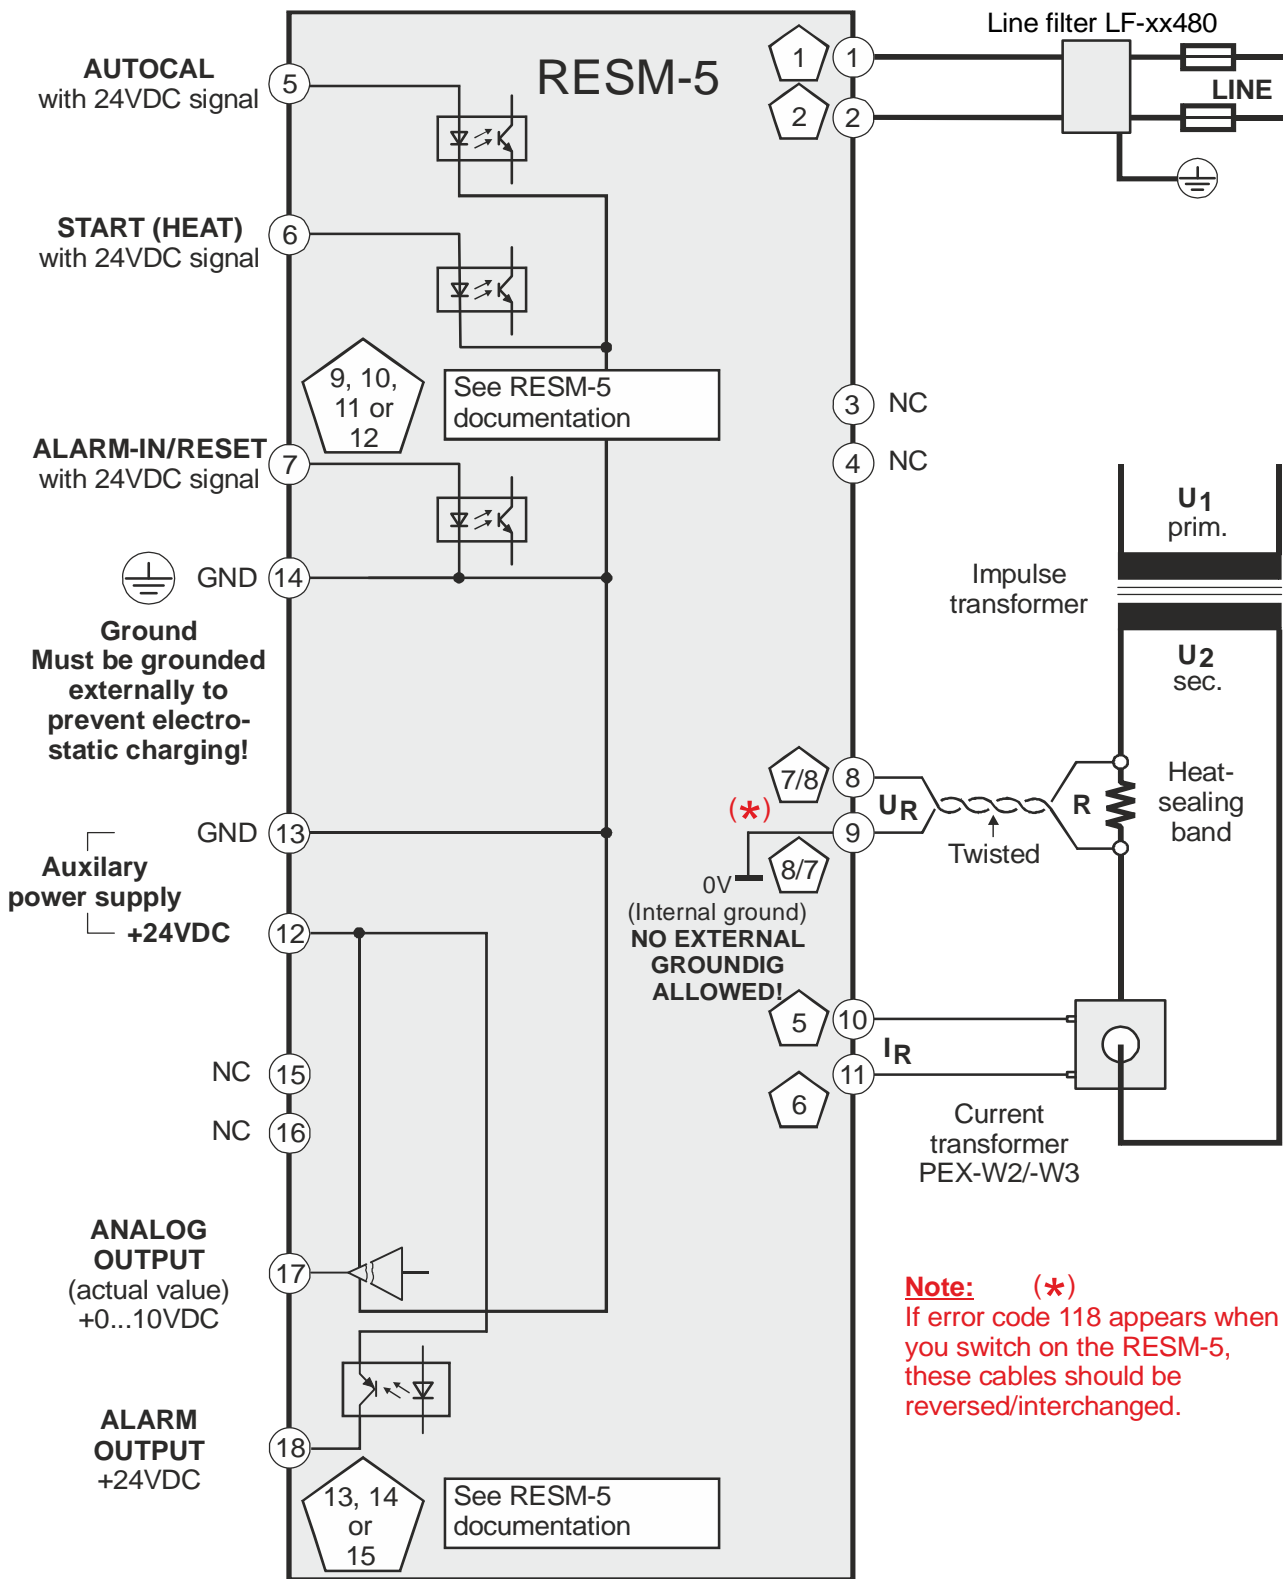 Line filter LF-xx480
RESM-5
AUTOCAL
with 24VDC signal
5
1
1
2
2
LINE
START (HEAT)
with 24VDC signal
6
9, 10,
11 or
12
See RESM-5
documentation
3
NC
4
NC
ALARM-IN/RESET
with 24VDC signal
7
GND
14
Ground
Must be grounded
externally to
prevent electro-
static charging!
U1
prim.
Impulse
transformer
U2
sec.
7/8
8
UR
R
Heat-
sealing
band
Twisted
(*)
9
8/7
0V
(Internal ground)
NO EXTERNAL
GROUNDIG
ALLOWED!
GND
13
Auxilary
power supply
+24VDC
12
5
10
IR
11
6
Current
transformer
PEX-W2/-W3
NC
15
NC
16
ANALOG
OUTPUT
(actual value)
+0...10VDC
17
Note: (*)
If error code 118 appears when
you switch on the RESM-5,
these cables should be
reversed/interchanged.
ALARM
OUTPUT
+24VDC
18
13, 14
or
15
See RESM-5
documentation